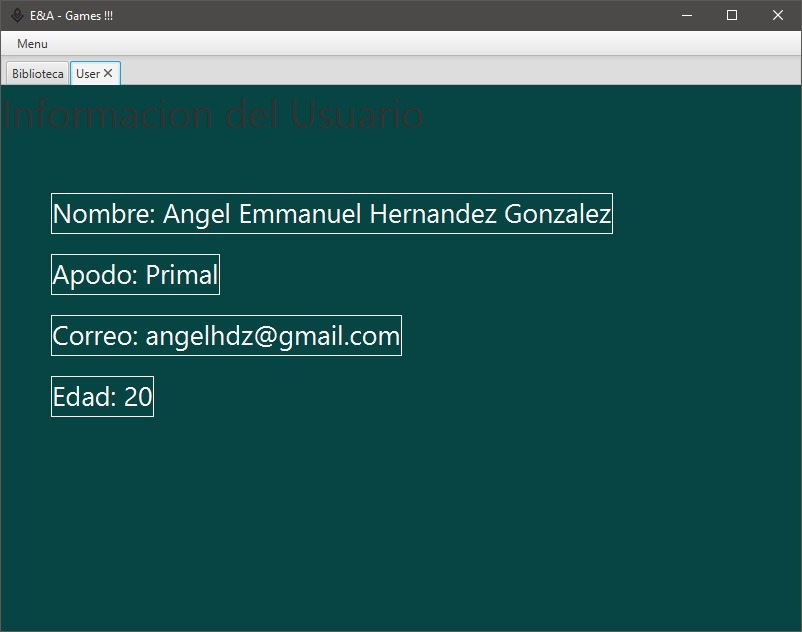 E&A - Games !!!
Menu
Biblioteca User
Informacion del Usuario
Nombre: Angel Emmanuel Hernandez Gonzalez
Apodo: Primal
Correo: angelhdz@gmail.com
Edad: 20